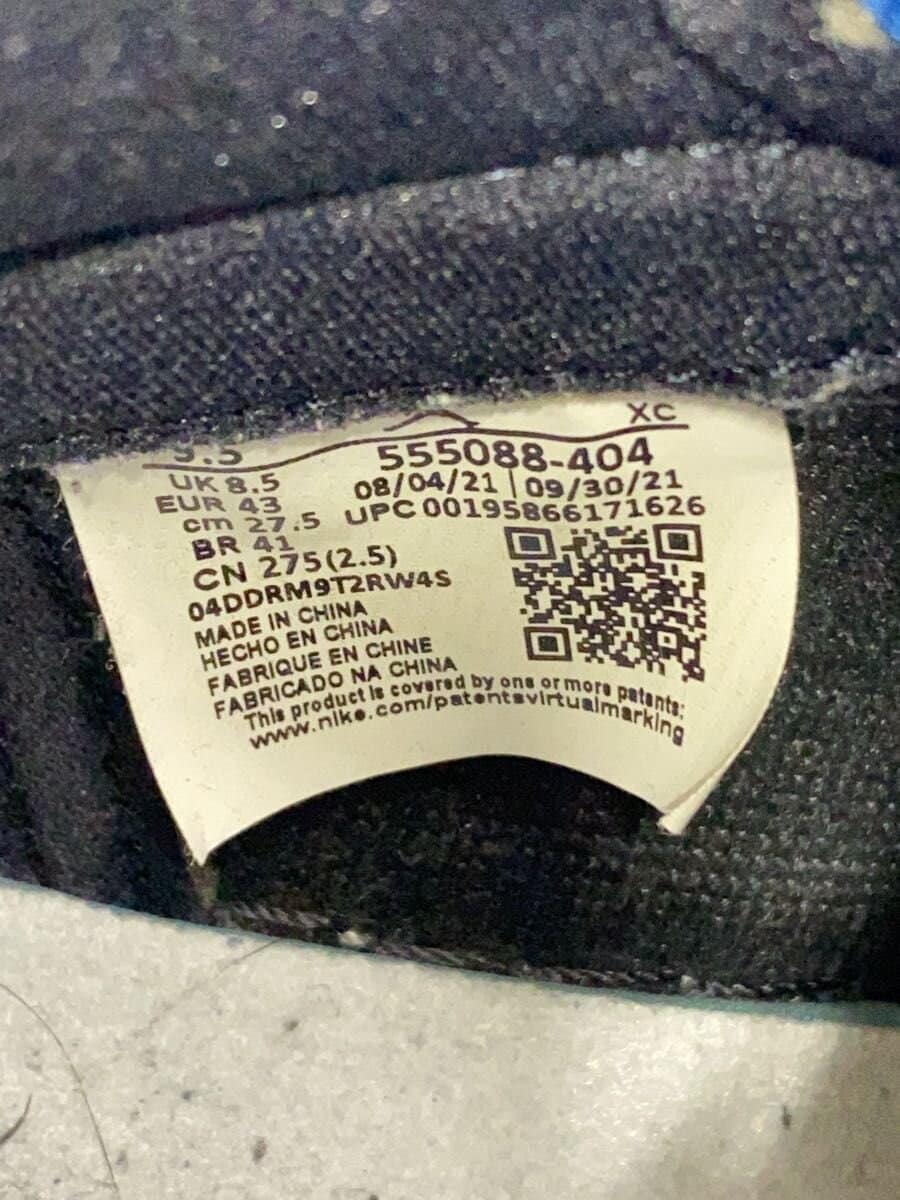 XC
9.5
555088-404
UK 8.5
08/04/21 | 09/30/21
EUR 43
UPC 00195866171626
cm 27.5
BR 41
CN 275(2.5)
04DDRM9T2RW4S
MADE IN CHINA
HECHO EN CHINA
FABRIQUE EN CHINE
FABRICADO NA CHINA
This product is covered by one or more patents:
www.nike.com/patentsvirtualmarking